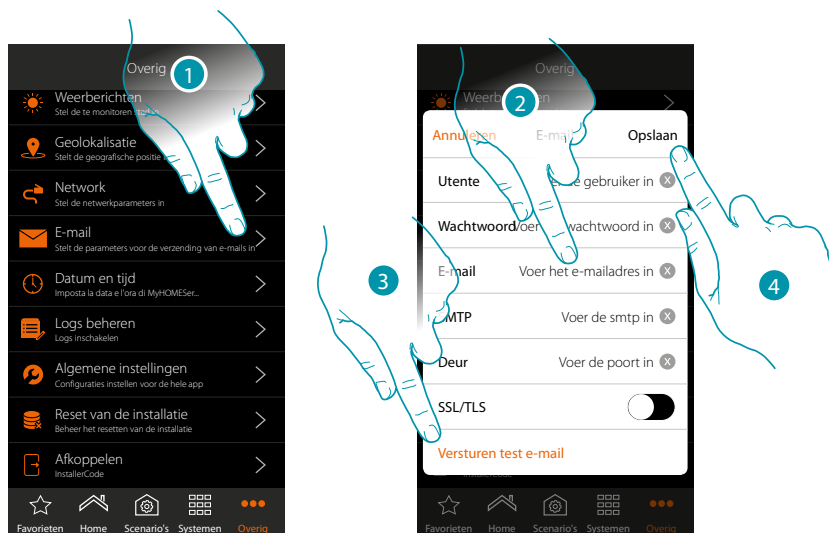 Overig
1
Weerberichten
Stel de te monitoren
Geolokalisatie
Stelt de geografische positie
Network
Stel de netwerkparameters in
E-mail
Stelt de parameters voor de verzending van e-mails in
Datum en tijd
Imposta la data e l'ora di MyHOMESer...
Logs beheren
Logs inschakelen
Algemene instellingen
Configuraties instellen voor de hele app
Reset van de installatie
Beheer het resetten van de installatie
Afkoppelen
InstallerCode
Favorieten Home Scenario's Systemen Overig
Overig
2
Annuleren E-mail Opslaan
Utente gebruiker in X
Wachtwoord wachtwoord in X
E-mail Voer het e-mailadres in X
SMTP Voer de smtp in X
Deur Voer de poort in X
SSL/TLS
Versturen test e-mail
InstallerCode
Favorieten Home Scenario's Systemen Overig
3
4